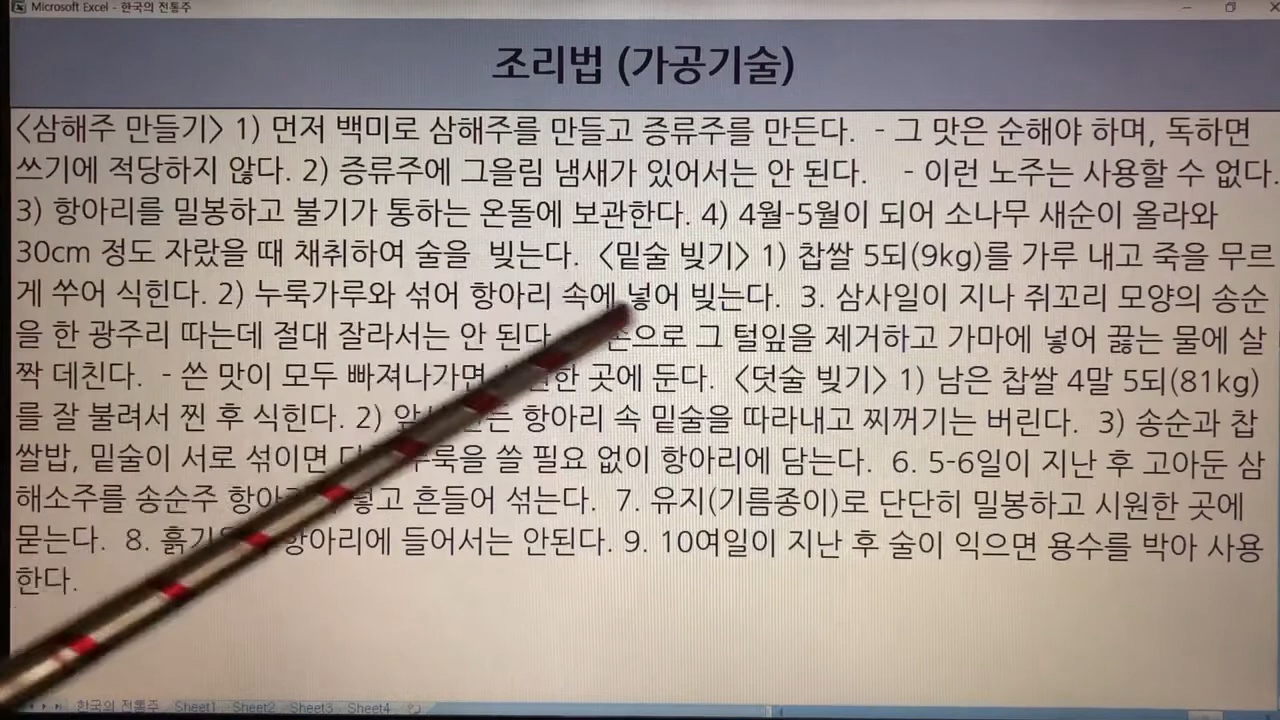 Microsoft Excel - 한국의 전통주
조리법 (가공기술)
<삼해주 만들기> 1) 먼저 백미로 삼해주를 만들고 증류주를 만든다. - 그 맛은 순해야 하며, 독하면
쓰기에 적당하지 않다. 2) 증류주에 그을림 냄새가 있어서는 안 된다. - 이런 노주는 사용할 수 없다.
3) 항아리를 밀봉하고 불기가 통하는 온돌에 보관한다. 4) 4월-5월이 되어 소나무 새순이 올라와
30cm 정도 자랐을 때 채취하여 술을 빚는다. <밑술 빚기> 1) 찹쌀 5되(9kg)를 가루 내고 죽을 무르
게 쑤어 식힌다. 2) 누룩가루와 섞어 항아리 속에 넣어 빚는다. 3. 삼사일이 지나 쥐꼬리 모양의 송순
을 한 광주리 따는데 절대 잘라서는 안 된다 손으로 그 털잎을 제거하고 가마에 넣어 끓는 물에 살
짝 데친다. - 쓴 맛이 모두 빠져나가면 한 곳에 둔다. <덧술 빚기> 1) 남은 찹쌀 4말 5되(81kg)
를 잘 불려서 찐 후 식힌다. 2) 항아리 속 밑술을 따라내고 찌꺼기는 버린다. 3) 송순과 찹
쌀밥, 밑술이 서로 섞이면 쓸 필요 없이 항아리에 담는다. 6. 5-6일이 지난 후 고아둔 삼
해소주를 송순주 넣고 흔들어 섞는다. 7. 유지(기름종이)로 단단히 밀봉하고 시원한 곳에
묻는다. 8. 항아리에 들어서는 안된다. 9. 10여일이 지난 후 술이 익으면 용수를 박아 사용
한다.
한국의 전통주 Sheet1 Sheet2 Sheet3 Sheet4